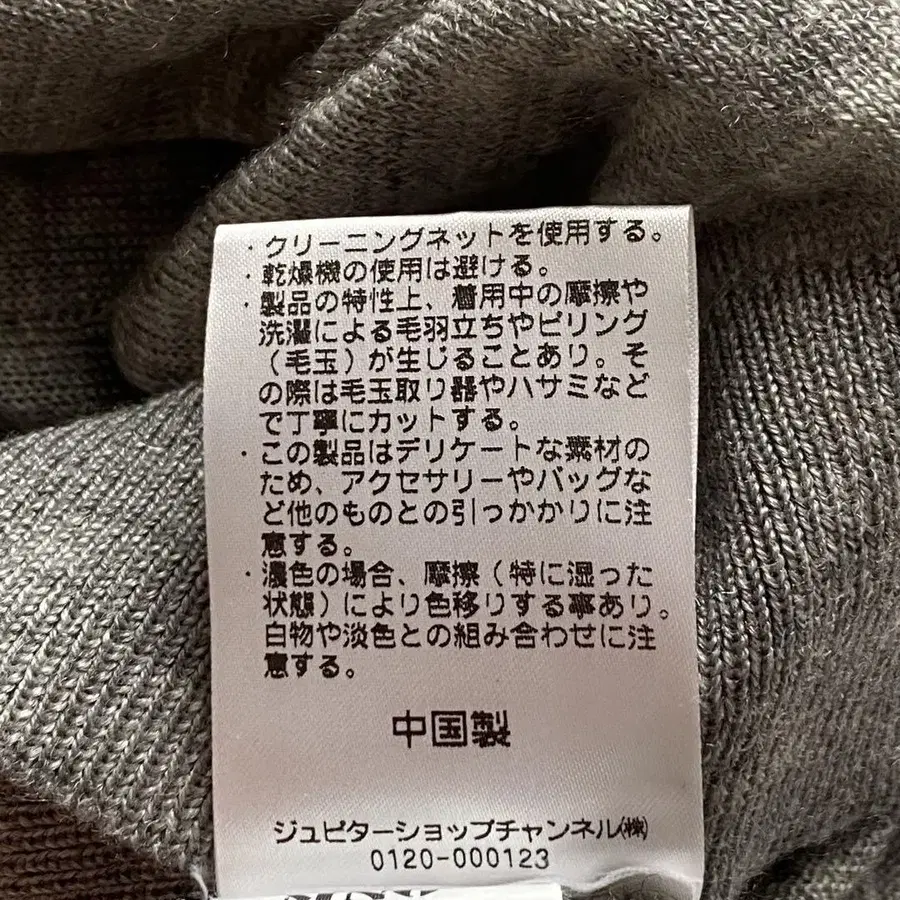 ・クリーニングネットを使用する。
・乾燥機の使用は避ける。
・製品の特性上、着用中の摩擦や
洗濯による毛羽立ちやピリング
（毛玉）が生じることあり。そ
の際は毛玉取り器やハサミなど
で丁寧にカットする。
・この製品はデリケートな素材の
ため、アクセサリーやバッグな
ど他のものとの引っかかりに注
意する。
・濃色の場合、摩擦（特に湿った
状態）により色移りする事あり。
白物や淡色との組み合わせに注
意する。
中国製
ジュピターショップチャンネル㈱
0120-000123